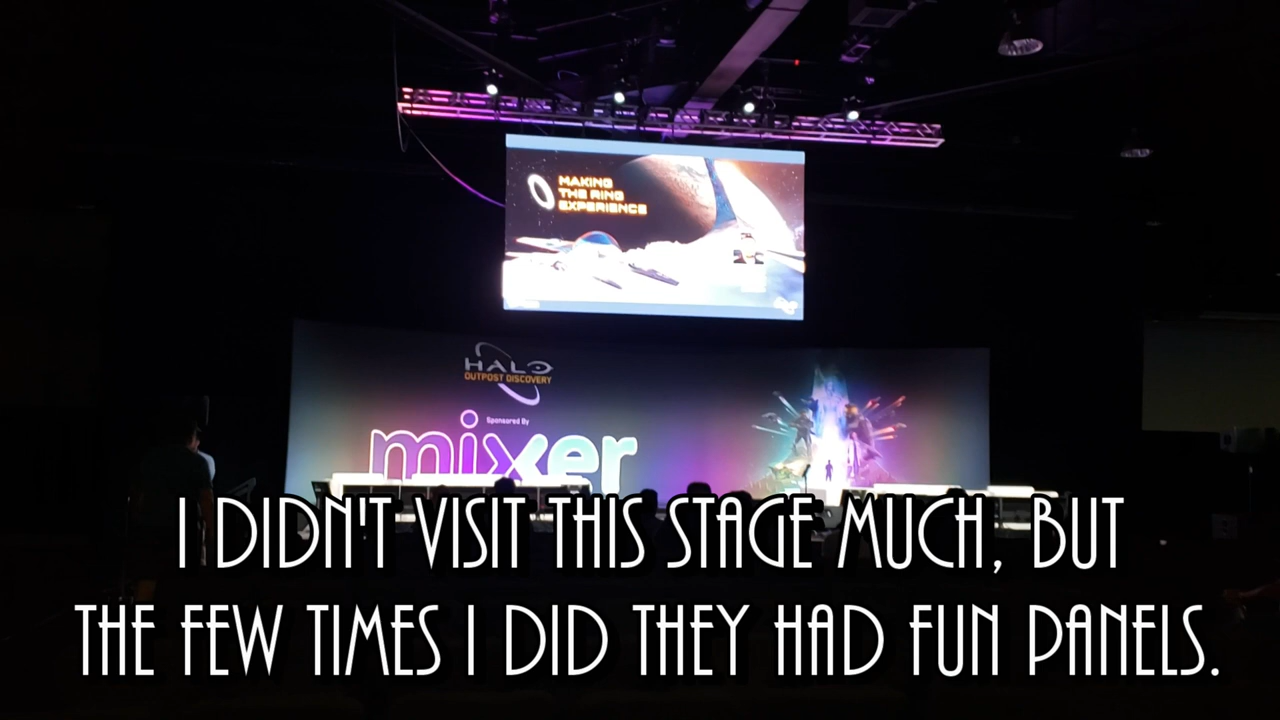 MAKING
THE RING
EXPERIENCE
HALO
OUTPOST DISCOVERY
Sponsored By
mixer
I DIDN'T VISIT THIS STAGE MUCH, BUT
THE FEW TIMES I DID THEY HAD FUN PANELS.